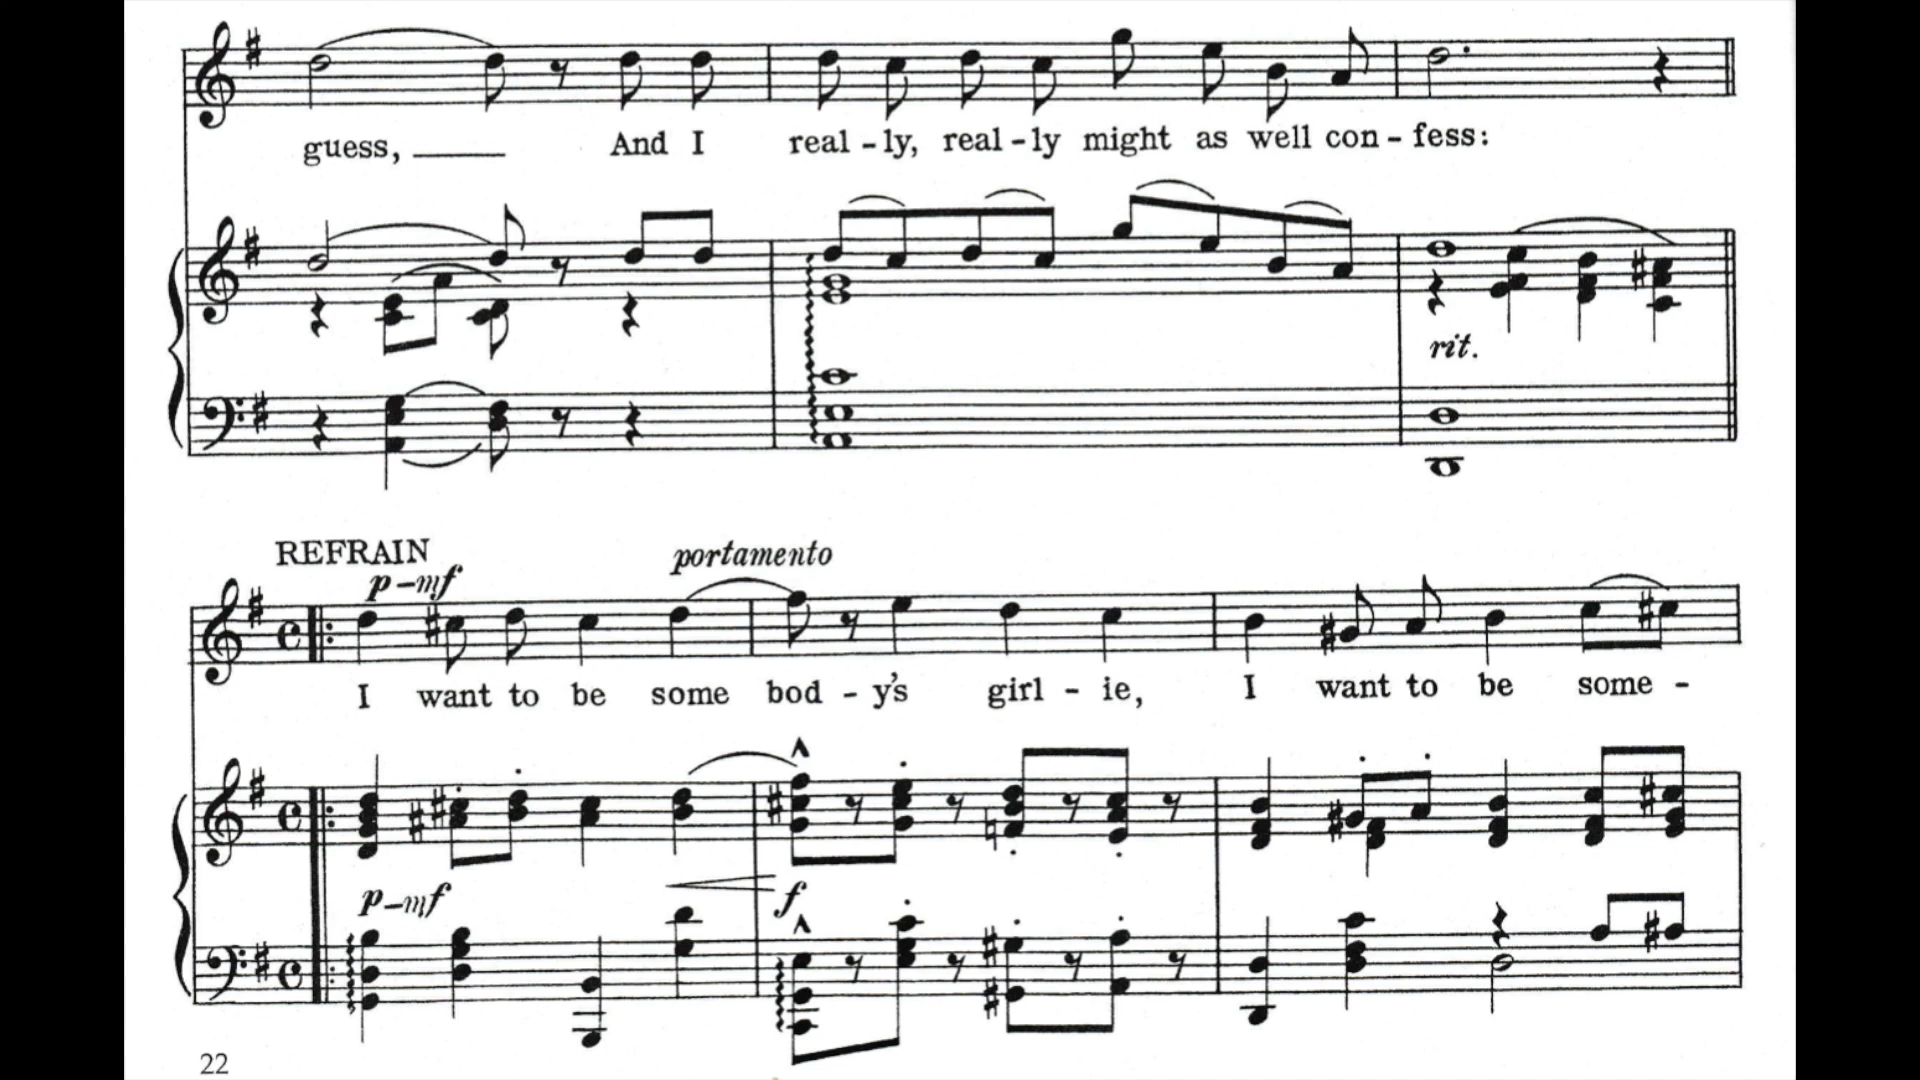 guess, And I real - ly, real - ly might as well con - fess:
rit.
REFRAIN
p-mf portamento
I want to be some bod - y's girl - ie, I want to be some -
p-mf f
22